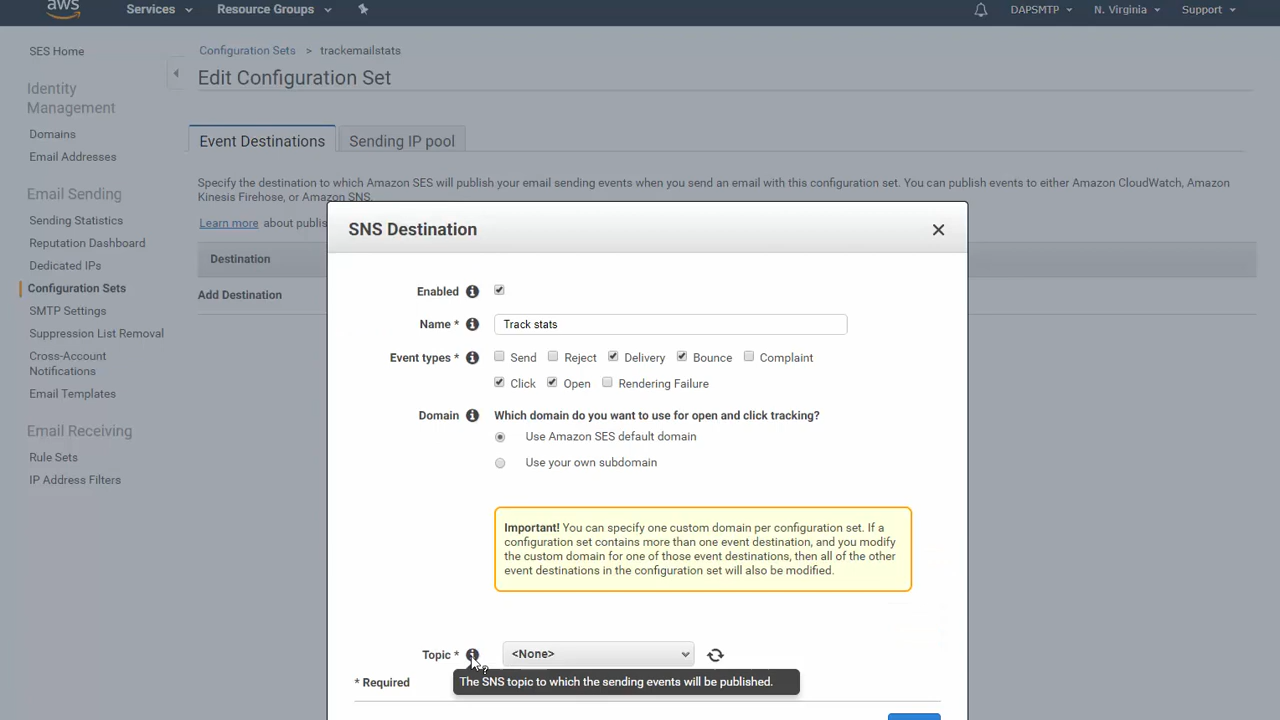 aws
Services
Resource Groups
DAPSMTP
N. Virginia
Support
SES Home
Identity
Management
Domains
Email Addresses
Email Sending
Sending Statistics
Reputation Dashboard
Dedicated IPs
Configuration Sets
SMTP Settings
Suppression List Removal
Cross-Account
Notifications
Email Templates
Email Receiving
Rule Sets
IP Address Filters
Configuration Sets > trackemailstats
Edit Configuration Set
Event Destinations
Sending IP pool
Specify the destination to which Amazon SES will publish your email sending events when you send an email with this configuration set. You can publish events to either Amazon CloudWatch, Amazon
Kinesis Firehose, or Amazon SNS.
Learn more about publis
Destination
Add Destination
SNS Destination
Enabled
Name *
Track stats
Event types *
Send Reject Delivery Bounce Complaint
Click Open Rendering Failure
Domain
Which domain do you want to use for open and click tracking?
Use Amazon SES default domain
Use your own subdomain
Important! You can specify one custom domain per configuration set. If a
configuration set contains more than one event destination, and you modify
the custom domain for one of those event destinations, then all of the other
event destinations in the configuration set will also be modified.
Topic *
<None>
The SNS topic to which the sending events will be published.
* Required